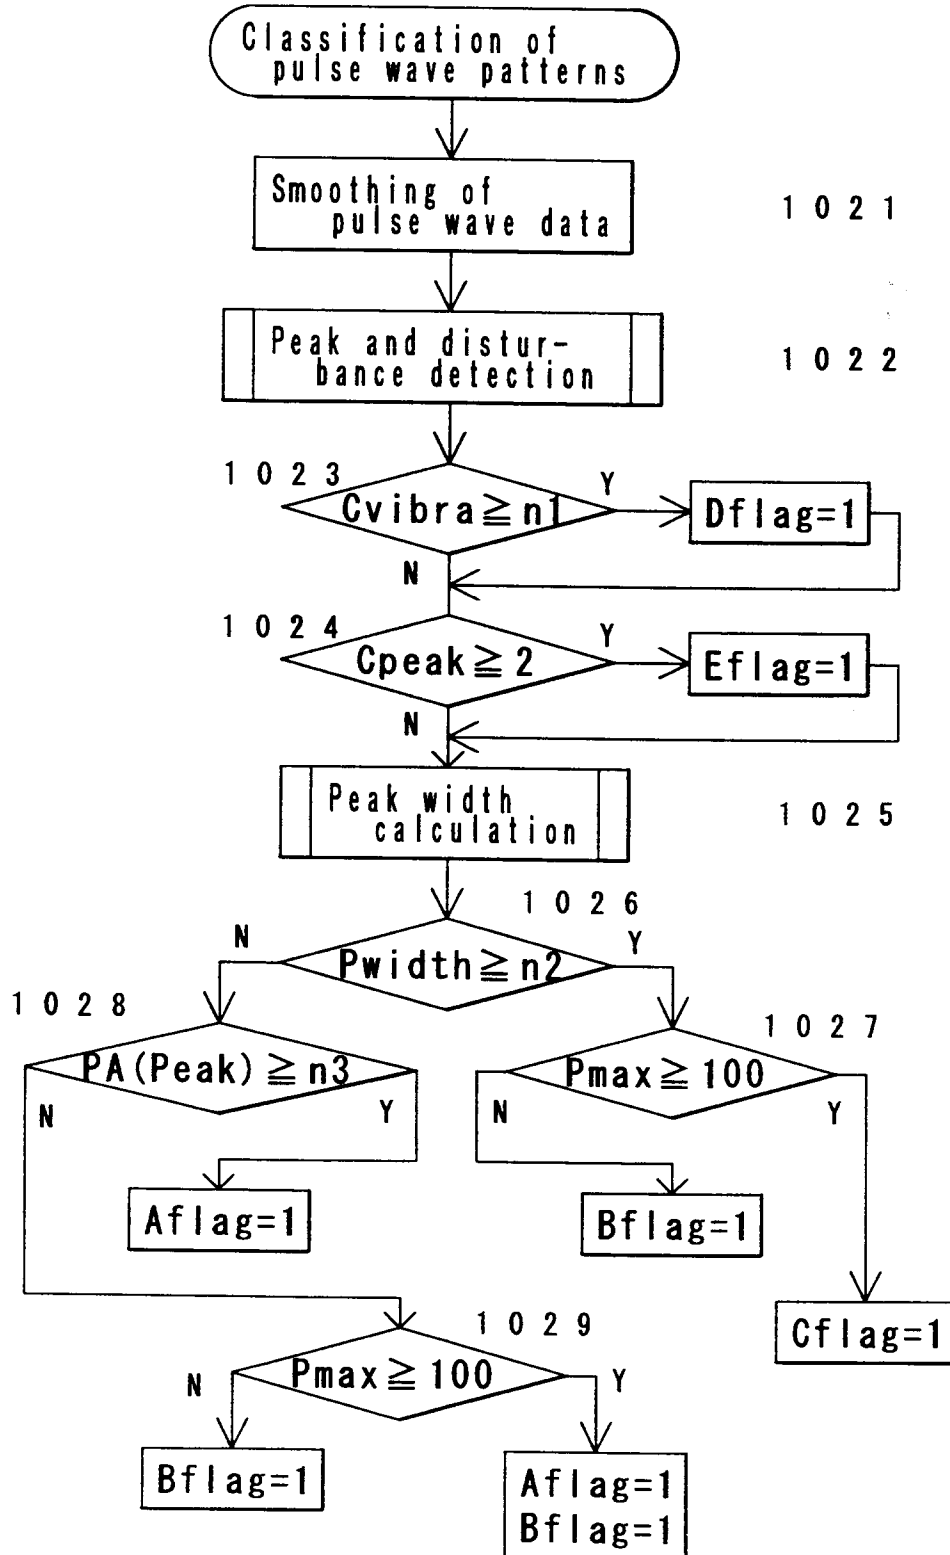 Classification of
pulse wave patterns
Smoothing of
pulse wave data
1021
Peak and distur-
bance detection
1022
1023
Cvibra≧n1
Y
Dflag=1
N
1024
Cpeak≧2
Y
Eflag=1
N
Peak width
calculation
1025
1026
N
Pwidth≧n2
Y
1028
PA(Peak)≧n3
N
Y
1027
Pmax≧100
N
Y
Aflag=1
Bflag=1
Cflag=1
1029
Pmax≧100
N
Y
Bflag=1
Aflag=1
Bflag=1